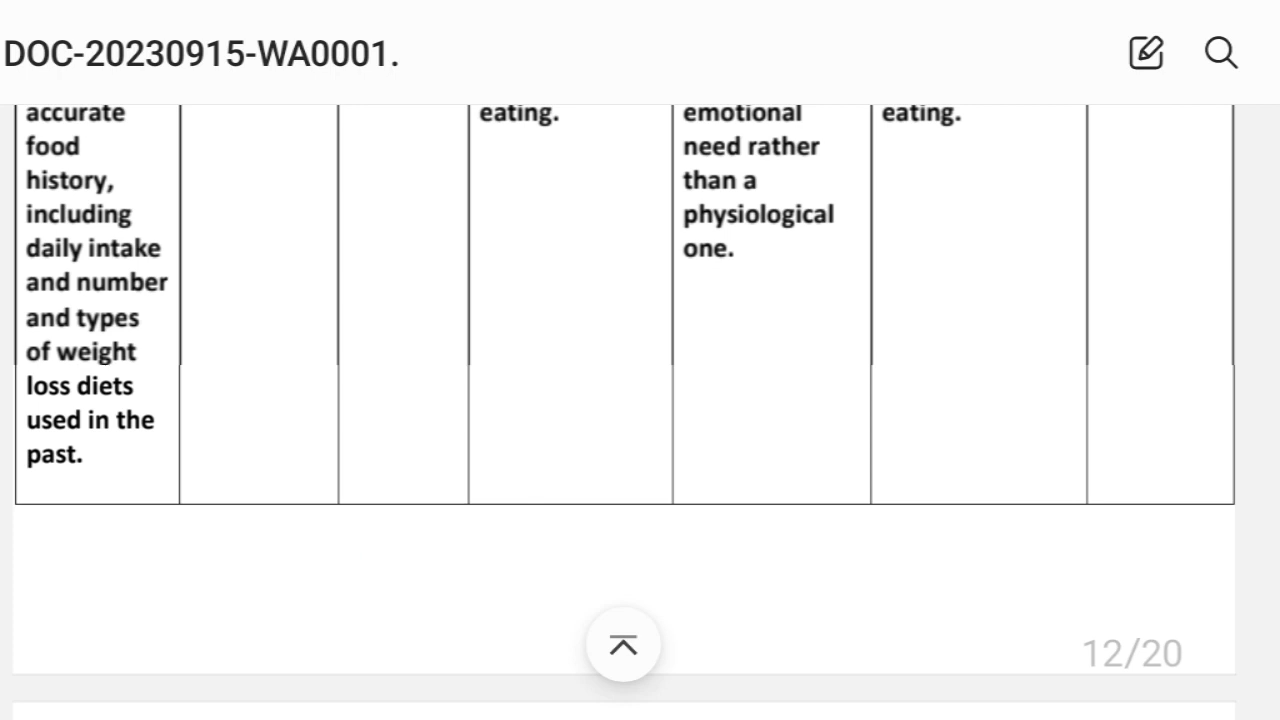 DOC-20230915-WA0001.
accurate
food
history,
including
daily intake
and number
and types
of weight
loss diets
used in the
past.
eating.
emotional
need rather
than a
physiological
one.
eating.
12/20